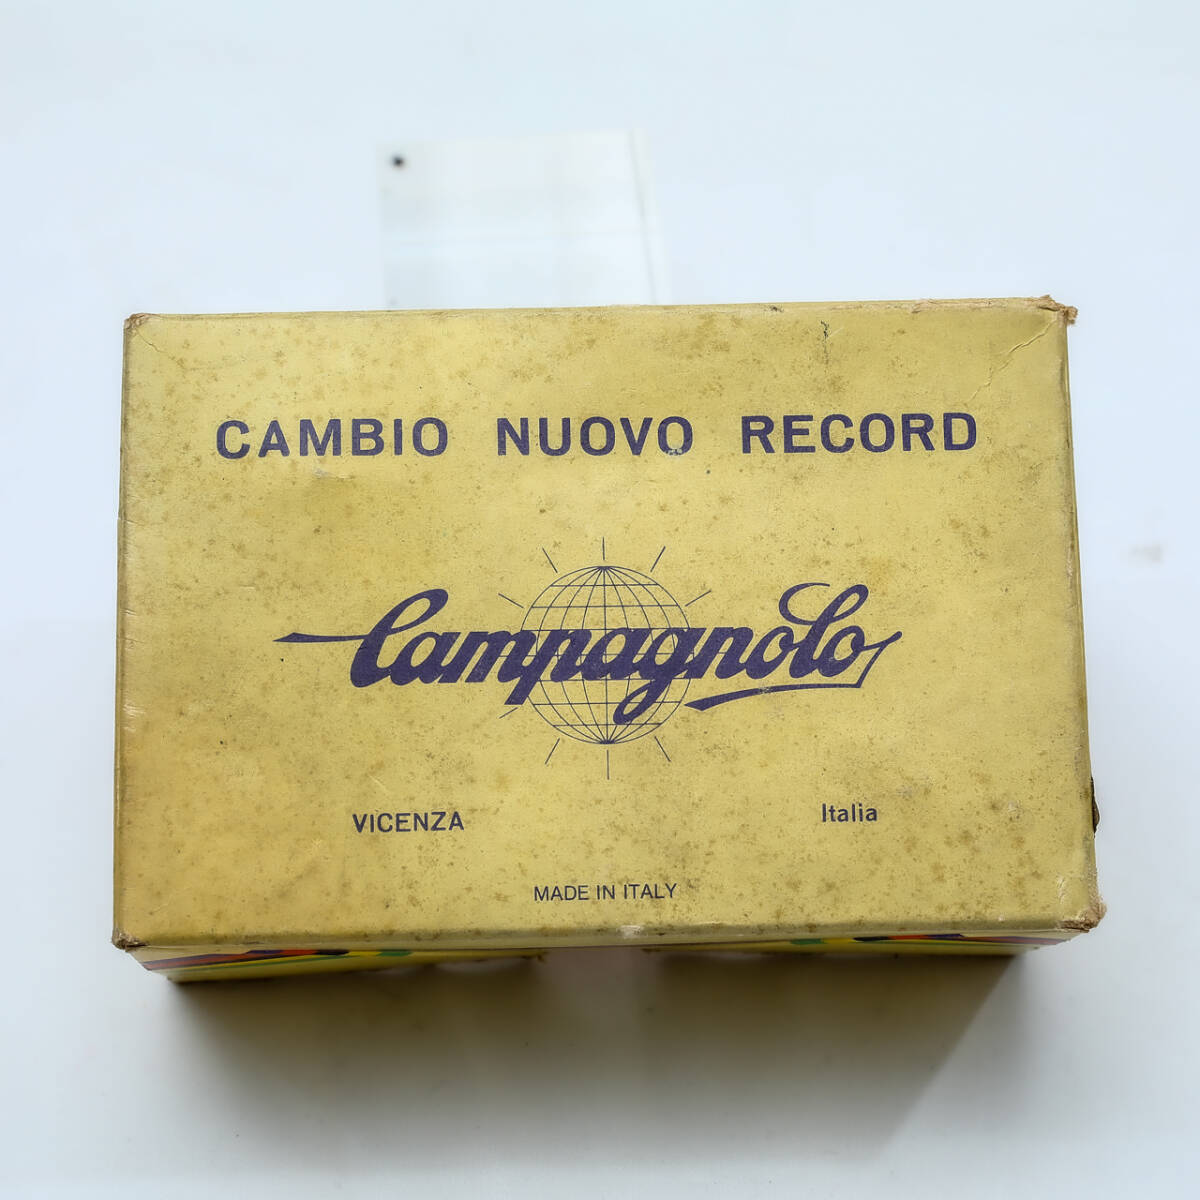 CAMBIO NUOVO RECORD
Campagnolo
VICENZA Italia
MADE IN ITALY